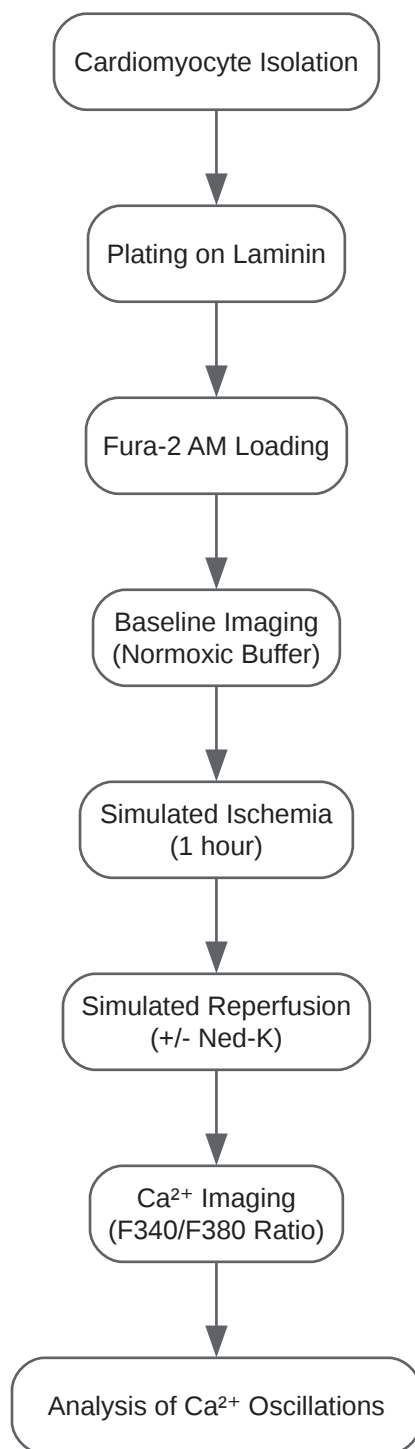 Cardiomyocyte Isolation
Plating on Laminin
Fura-2 AM Loading
Baseline Imaging
(Normoxic Buffer)
Simulated Ischemia
(1 hour)
Simulated Reperfusion
(+/- Ned-K)
Ca²⁺ Imaging
(F340/F380 Ratio)
Analysis of Ca²⁺ Oscillations